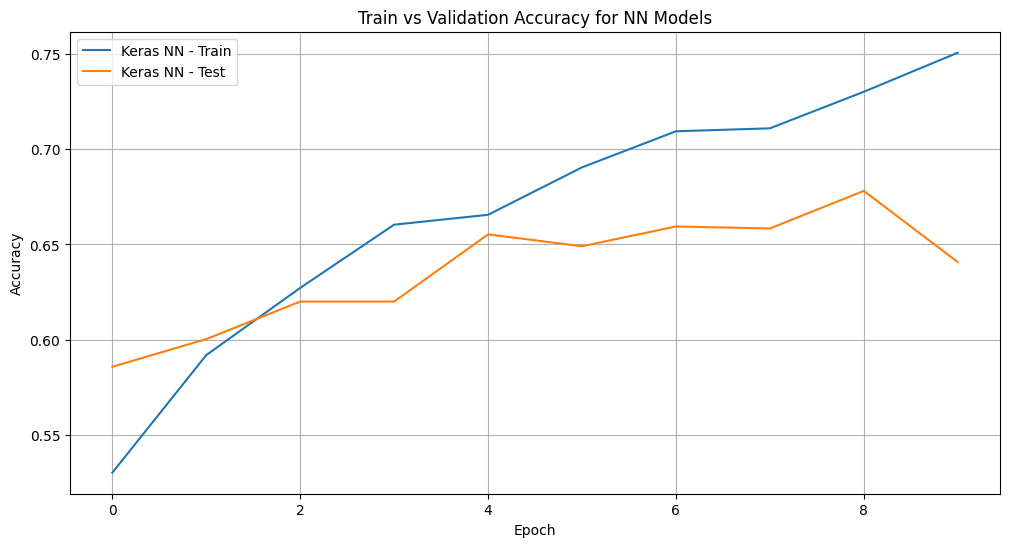 Train vs Validation Accuracy for NN Models
Keras NN - Train
Keras NN - Test
Accuracy
0.75
0.70
0.65
0.60
0.55
0 2 4 6 8
Epoch